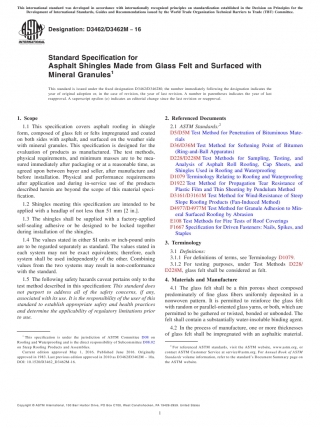 This international standard was developed in accordance with internationally recognized principles on standardization established in the Decision on Principles for the
Development of International Standards, Guides and Recommendations issued by the World Trade Organization Technical Barriers to Trade (TBT) Committee.
Designation: D3462/D3462M − 16
Standard Specification for
Asphalt Shingles Made from Glass Felt and Surfaced with
Mineral Granules1
This standard is issued under the fixed designation D3462/D3462M; the number immediately following the designation indicates the
year of original adoption or, in the case of revision, the year of last revision. A number in parentheses indicates the year of last
reapproval. A superscript epsilon (ε) indicates an editorial change since the last revision or reapproval.
1. Scope
1.1 This specification covers asphalt roofing in shingle
form, composed of glass felt or felts impregnated and coated
on both sides with asphalt, and surfaced on the weather side
with mineral granules. This specification is designed for the
evaluation of products as manufactured. The test methods,
physical requirements, and minimum masses are to be mea-
sured immediately after packaging or at a reasonable time, as
agreed upon between buyer and seller, after manufacture and
before installation. Physical and performance requirements
after application and during in-service use of the products
described herein are beyond the scope of this material speci-
fication.
1.2 Shingles meeting this specification are intended to be
applied with a headlap of not less than 51 mm [2 in.].
1.3 The shingles shall be supplied with a factory-applied
self-sealing adhesive or be designed to be locked together
during installation of the shingles.
1.4 The values stated in either SI units or inch-pound units
are to be regarded separately as standard. The values stated in
each system may not be exact equivalents; therefore, each
system shall be used independently of the other. Combining
values from the two systems may result in non-conformance
with the standard.
1.5 The following safety hazards caveat pertains only to the
test method described in this specification: This standard does
not purport to address all of the safety concerns, if any,
associated with its use. It is the responsibility of the user of this
standard to establish appropriate safety and health practices
and determine the applicability of regulatory limitations prior
to use.
1 This specification is under the jurisdiction of ASTM Committee D08 on
Roofing and Waterproofing and is the direct responsibility of Subcommittee D08.02
on Steep Roofing Products and Assemblies.
Current edition approved May 1, 2016. Published June 2016. Originally
DOI: 10.1520/D3462_D3462M-16.
2. Referenced Documents
2.1 ASTM Standards:2
D5/D5M Test Method for Penetration of Bituminous Mate-
rials
D36/D36M Test Method for Softening Point of Bitumen
(Ring-and-Ball Apparatus)
D228/D228M Test Methods for Sampling, Testing, and
Analysis of Asphalt Roll Roofing, Cap Sheets, and
Shingles Used in Roofing and Waterproofing
D1079 Terminology Relating to Roofing and Waterproofing
D1922 Test Method for Propagation Tear Resistance of
Plastic Film and Thin Sheeting by Pendulum Method
D3161/D3161M Test Method for Wind-Resistance of Steep
Slope Roofing Products (Fan-Induced Method)
D4977/D4977M Test Method for Granule Adhesion to Min-
eral Surfaced Roofing by Abrasion
E108 Test Methods for Fire Tests of Roof Coverings
F1667 Specification for Driven Fasteners: Nails, Spikes, and
Staples
3. Terminology
3.1 Definitions:
3.1.1 For definitions of terms, see Terminology D1079.
3.1.2 For testing purposes, under Test Methods D228/
D228M, glass felt shall be considered as felt.
4. Materials and Manufacture
4.1 The glass felt shall be a thin porous sheet composed
predominantly of fine glass fibers uniformly deposited in a
nonwoven pattern. It is permitted to reinforce the glass felt
with random or parallel-oriented glass yarns, or both, which are
permitted to be gathered or twisted, bonded or unbonded. The
felt shall contain a substantially water-insoluble binding agent.
4.2 In the process of manufacture, one or more thicknesses
of glass felt shall be impregnated with an asphaltic material.
2 For referenced ASTM standards, visit the ASTM website, www.astm.org, or
contact ASTM Customer Service at service@astm.org. For Annual Book of ASTM
Standards volume information, refer to the standard's Document Summary page on
the ASTM website.
Copyright © ASTM International, 100 Barr Harbor Drive, PO Box C700, West Conshohocken, PA 19428-2959. United States
1